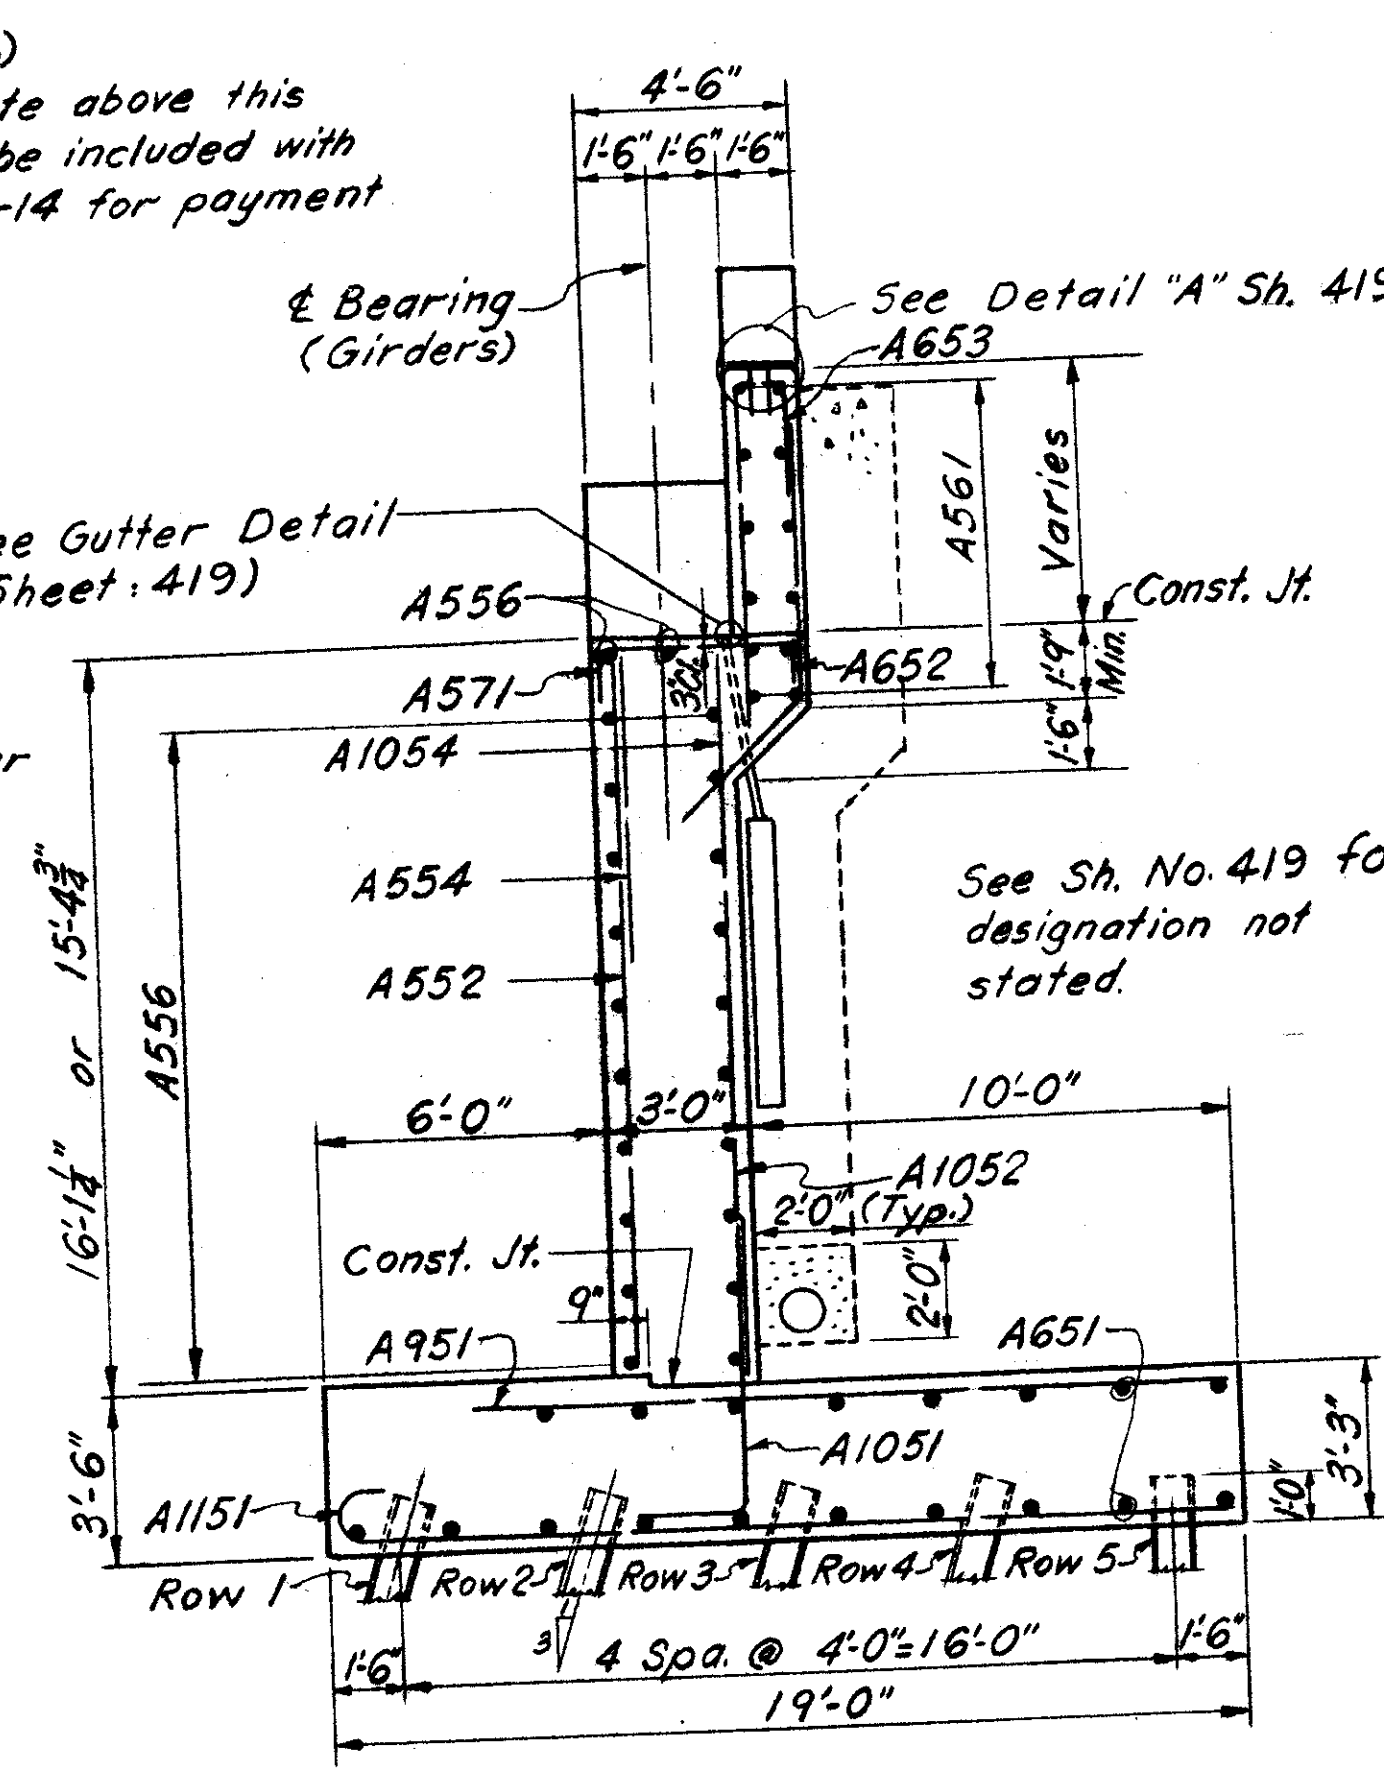 te above this
be included with
-14 for payment
4'-6"
1'-6" 1'-6" 1'-6"
℄ Bearing
(Girders)
See Detail "A" Sh. 419
A653
A561
Varies
ee Gutter Detail
Sheet: 419)
Const. Jt.
A556
3"Cl.
A652
1'-9"
Min.
A571
1'-6"
A1054
A554
A552
16'-1 1/4" or 15'-4 3/4"
A556
See Sh. No. 419 fo
designation not
stated.
6'-0" 3'-0" 10'-0"
A1052
2'-0" (Typ.)
2'-0"
Const. Jt.
9"
A951
A651
A1051
3'-6"
1'-0"
3'-3"
A1151
Row 1 Row 2 Row 3 Row 4 Row 5
3
1'-6" 4 Spa. @ 4'-0"=16'-0" 1'-6"
19'-0"